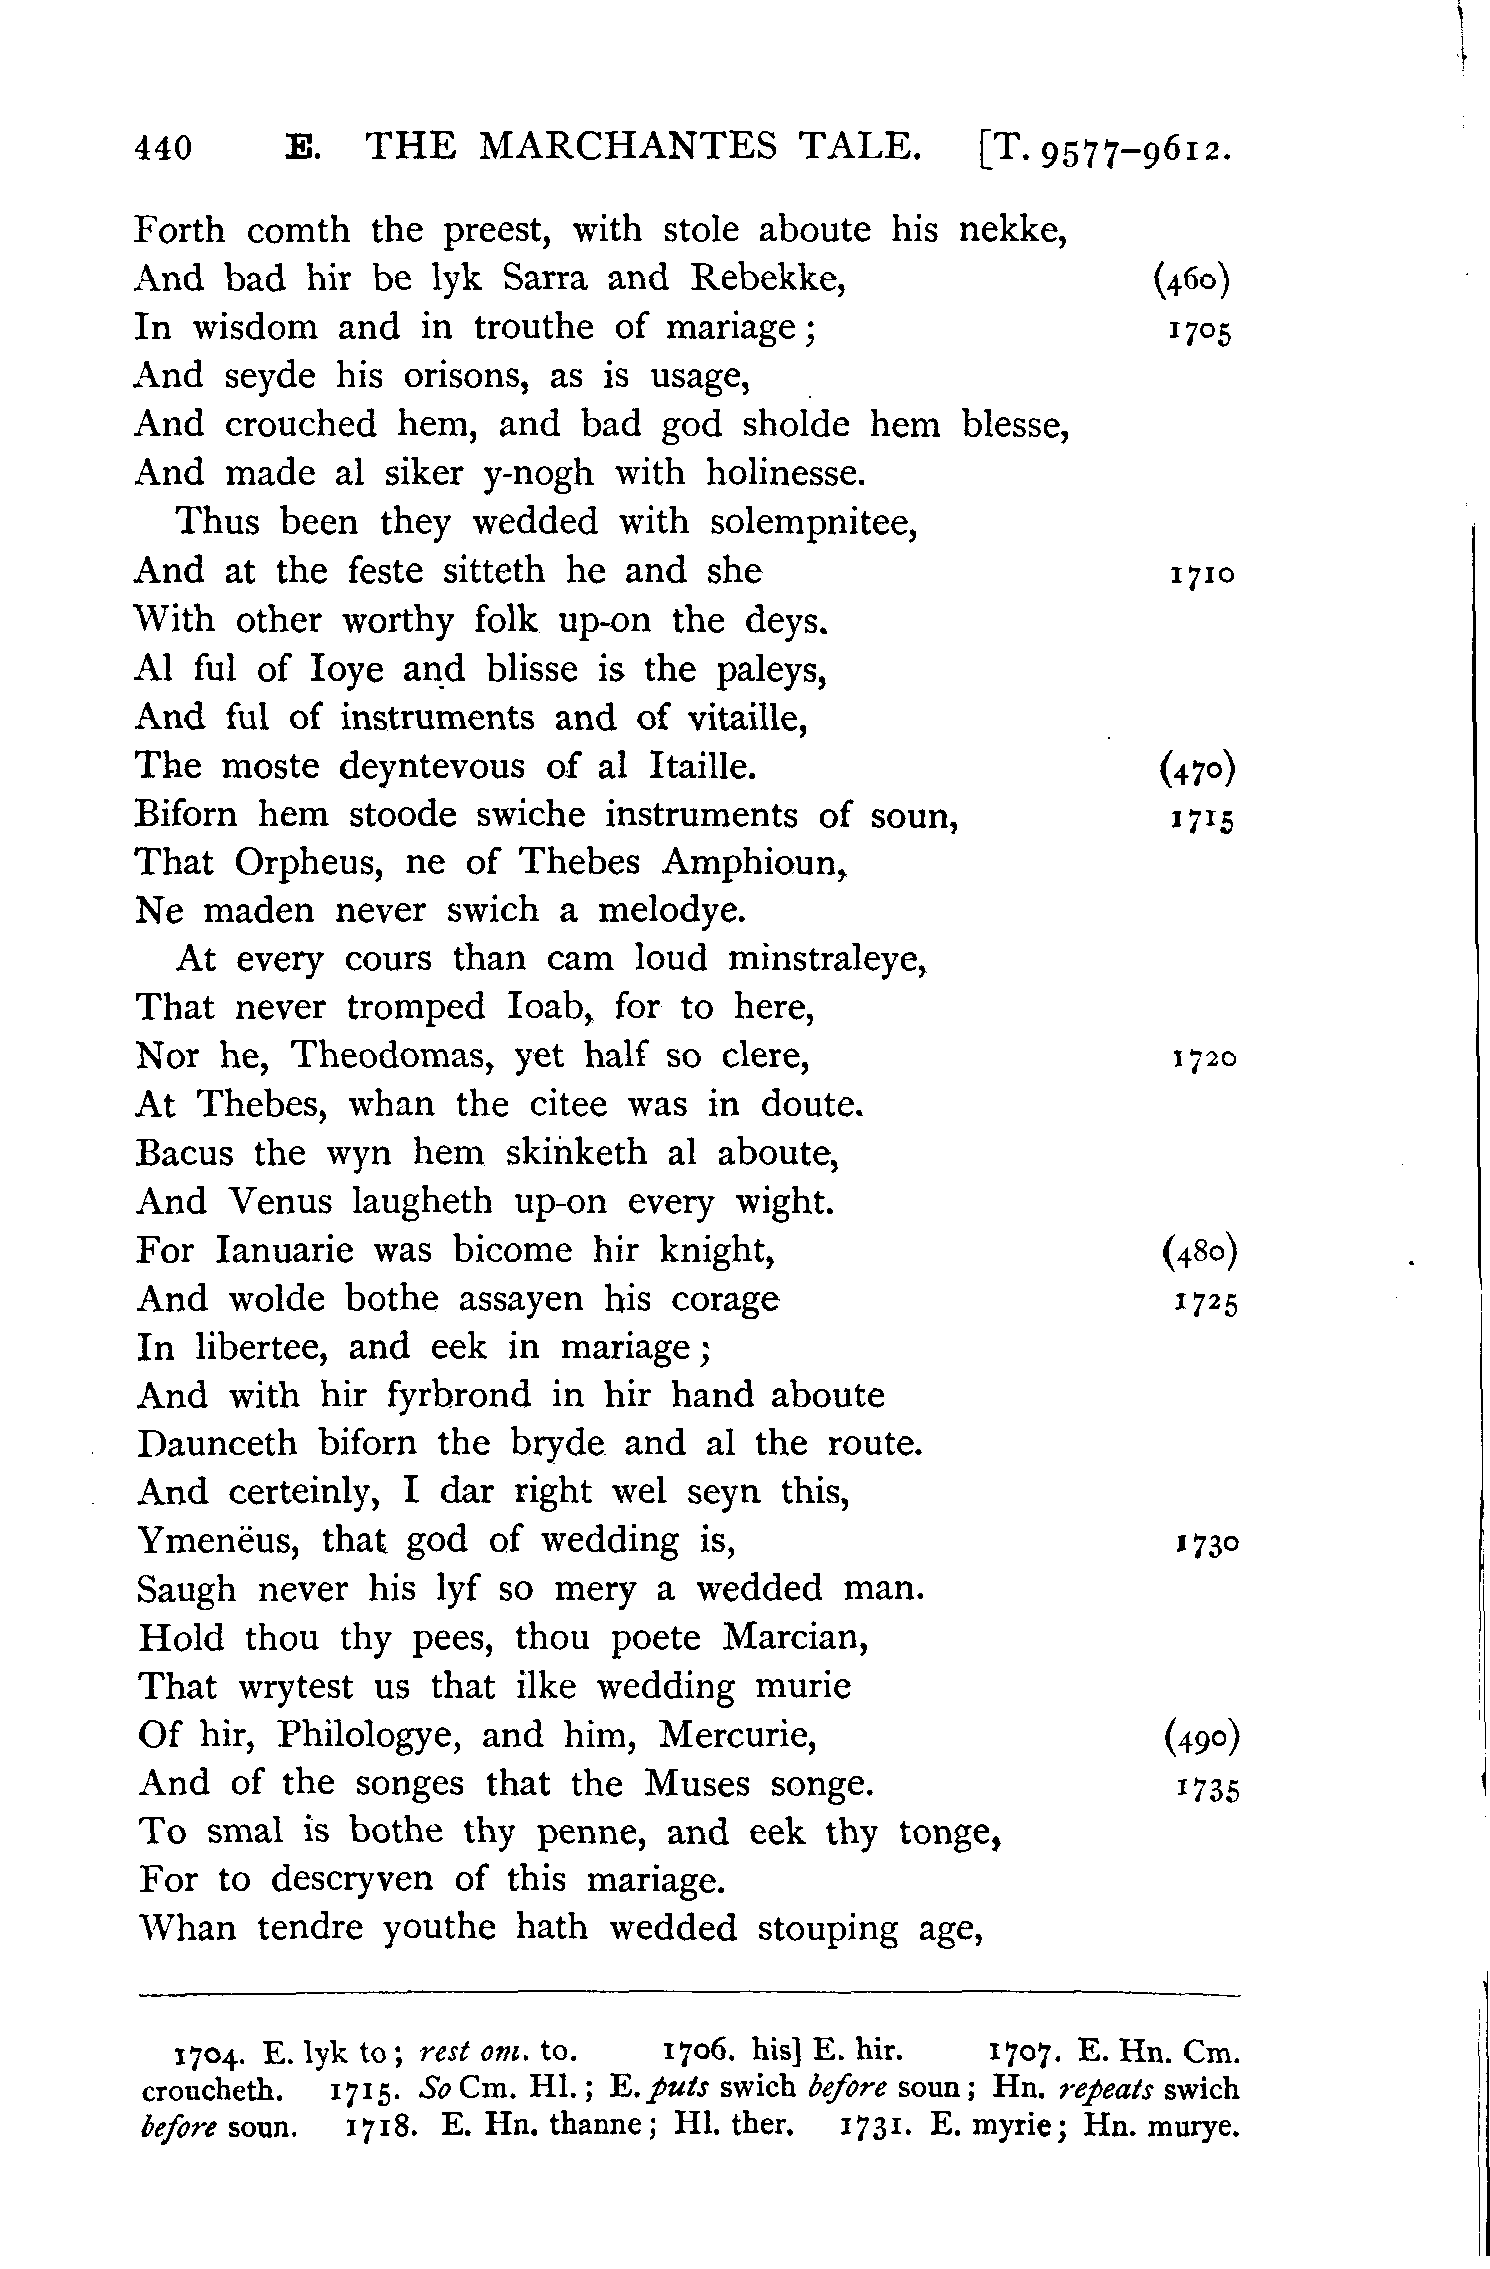 440 E. THE MARCHANTES TALE. [T. 9577–9612.
Forth comth the preest, with stole aboute his nekke,
And bad hir be lyk Sarra and Rebekke, (460)
In wisdom and in trouthe of mariage ; 1705
And seyde his orisons, as is usage,
And crouched hem, and bad god sholde hem blesse,
And made al siker y-nogh with holinesse.
Thus been they wedded with solempnitee,
And at the feste sitteth he and she 1710
With other worthy folk up-on the deys.
Al ful of Ioye and blisse is the paleys,
And ful of instruments and of vitaille,
The moste deyntevous of al Itaille. (470)
Biforn hem stoode swiche instruments of soun, 1715
That Orpheus, ne of Thebes Amphioun,
Ne maden never swich a melodye.
At every cours than cam loud minstraleye,
That never tromped Ioab, for to here,
Nor he, Theodomas, yet half so clere, 1720
At Thebes, whan the citee was in doute.
Bacus the wyn hem skinketh al aboute,
And Venus laugheth up-on every wight.
For Ianuarie was bicome hir knight, (480)
And wolde bothe assayen his corage 1725
In libertee, and eek in mariage ;
And with hir fyrbrond in hir hand aboute
Daunceth biforn the bryde and al the route.
And certeinly, I dar right wel seyn this,
Ymenëus, that god of wedding is, 1730
Saugh never his lyf so mery a wedded man.
Hold thou thy pees, thou poete Marcian,
That wrytest us that ilke wedding murie
Of hir, Philologye, and him, Mercurie, (490)
And of the songes that the Muses songe. 1735
To smal is bothe thy penne, and eek thy tonge,
For to descryven of this mariage.
Whan tendre youthe hath wedded stouping age,
1704. E. lyk to ; rest om. to. 1706. his] E. hir. 1707. E. Hn. Cm.
croucheth. 1715. So Cm. Hl. ; E. puts swich before soun ; Hn. repeats swich
before soun. 1718. E. Hn. thanne ; Hl. ther. 1731. E. myrie ; Hn. murye.